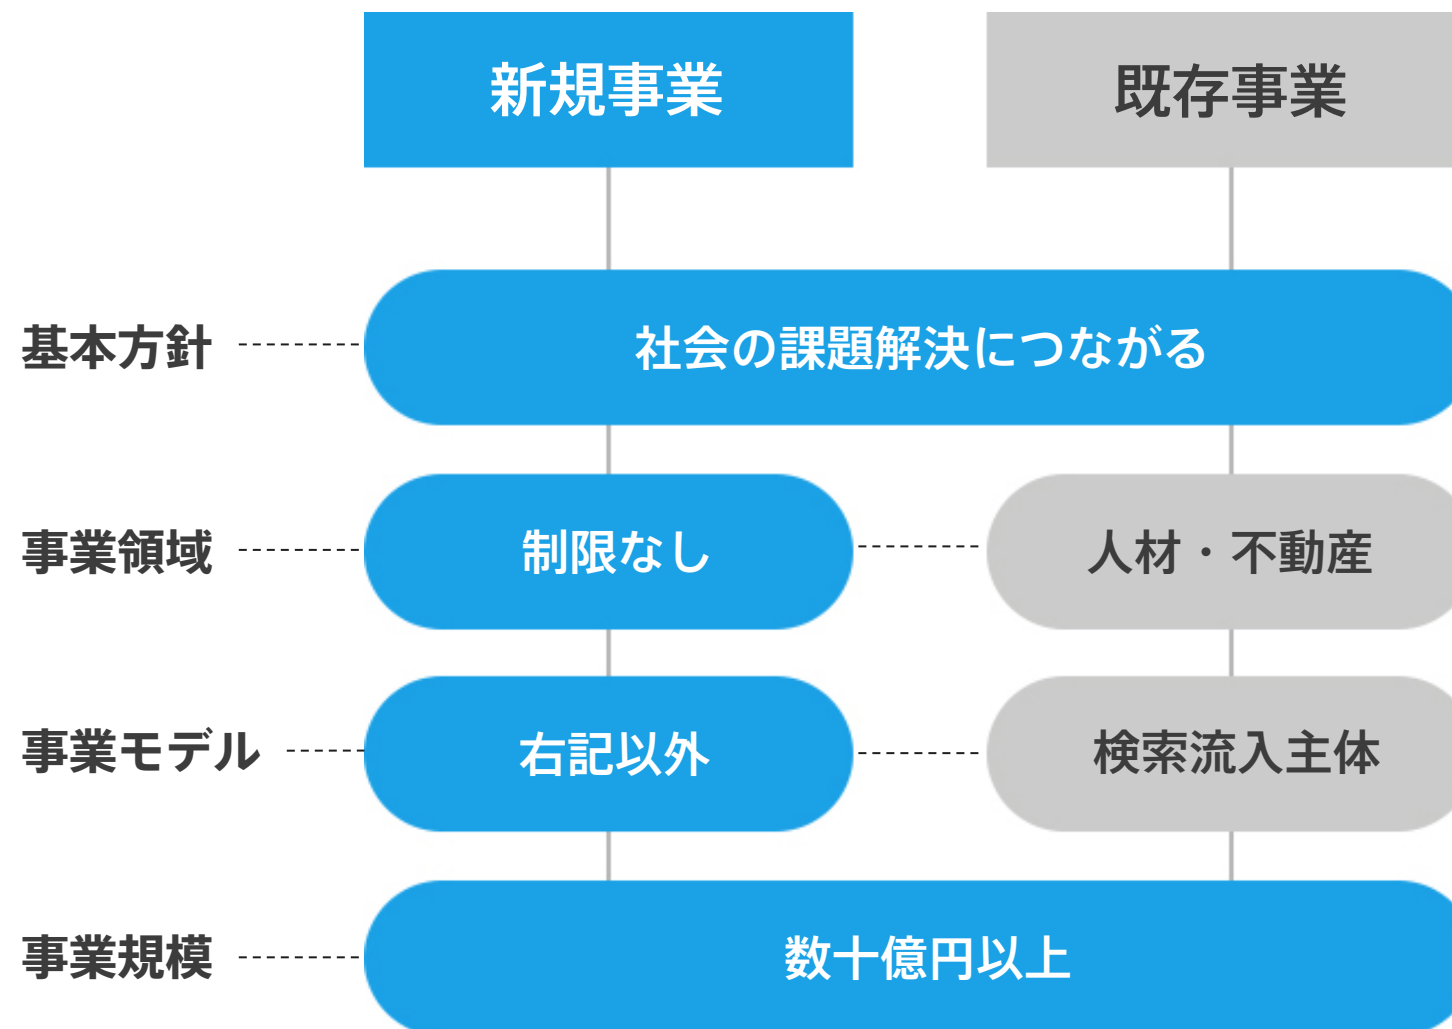 新規事業
既存事業
基本方針
社会の課題解決につながる
事業領域
制限なし
人材・不動産
事業モデル
右記以外
検索流入主体
事業規模
数十億円以上